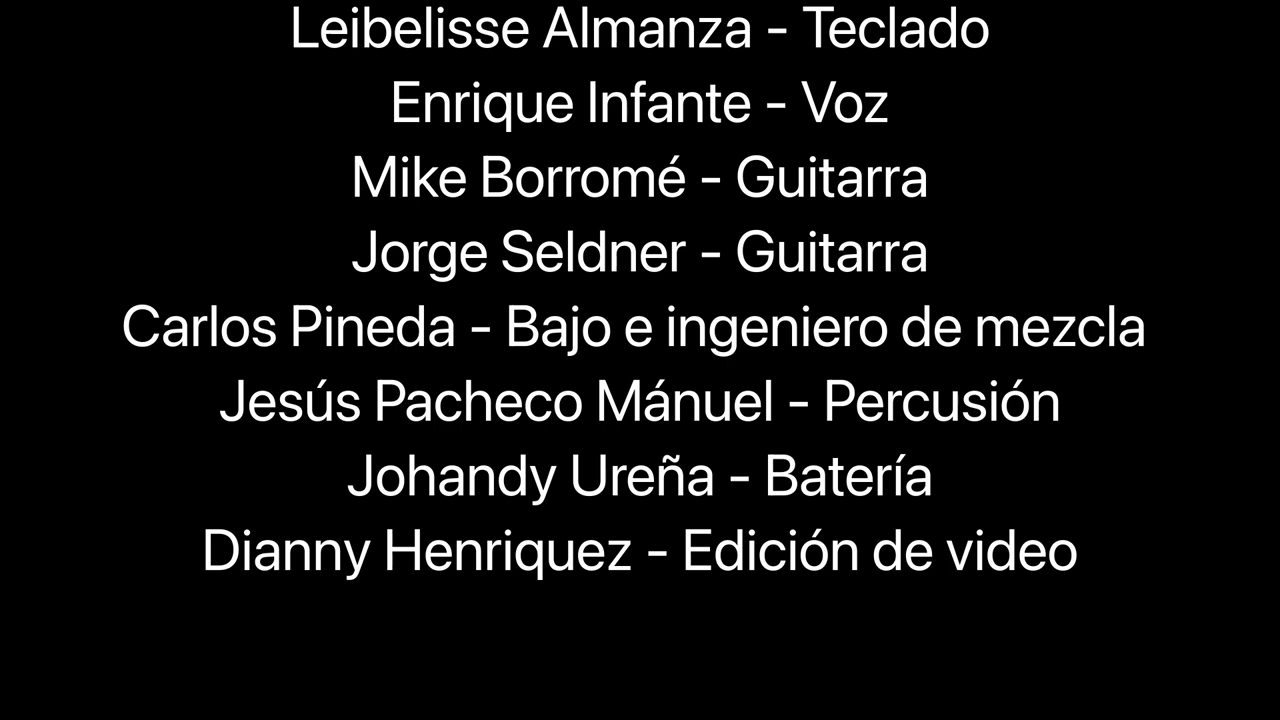 Leibelisse Almanza - Teclado
Enrique Infante - Voz
Mike Borromé - Guitarra
Jorge Seldner - Guitarra
Carlos Pineda - Bajo e ingeniero de mezcla
Jesús Pacheco Mánuel - Percusión
Johandy Ureña - Batería
Dianny Henriquez - Edición de video